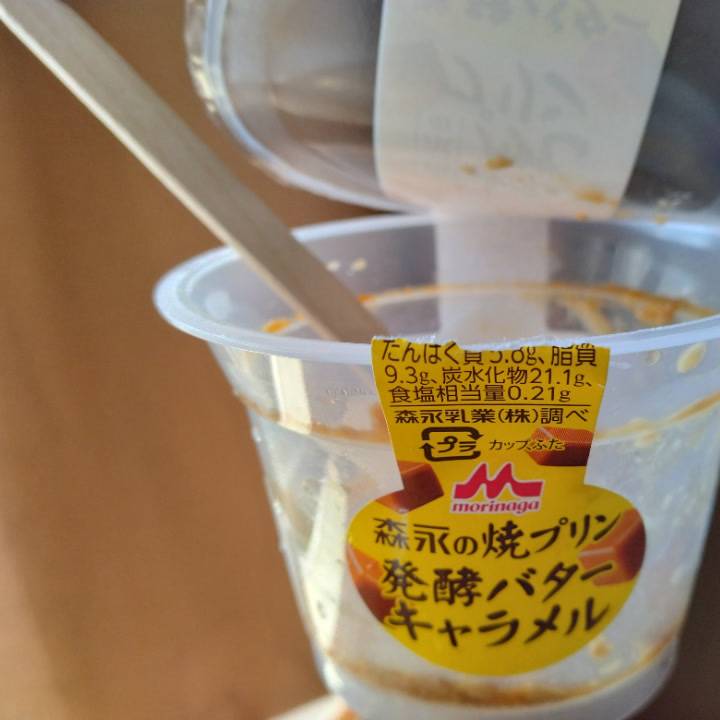 たんぱく質5.8g、脂質
9.3g、炭水化物21.1g、
食塩相当量0.21g
森永乳業(株)調べ
プラ
カップ、ふた
morinaga
森永の焼プリン
発酵バター
キャラメル